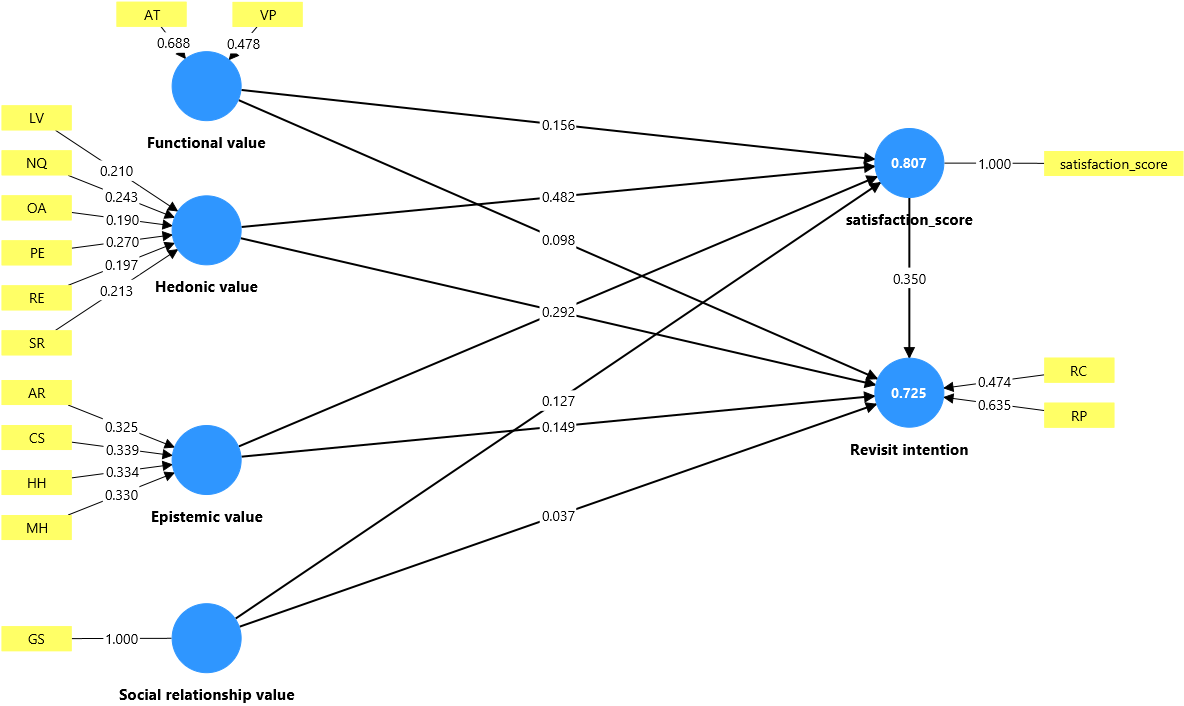 AT
VP
0.688
0.478
Functional value
LV
NQ
OA
PE
RE
SR
0.210
0.243
0.190
0.270
0.197
0.213
Hedonic value
AR
CS
HH
MH
0.325
0.339
0.334
0.330
Epistemic value
GS
1.000
Social relationship value
0.156
0.482
0.098
0.292
0.127
0.149
0.037
0.807
1.000
satisfaction_score
satisfaction_score
0.350
0.725
0.474
RC
0.635
RP
Revisit intention